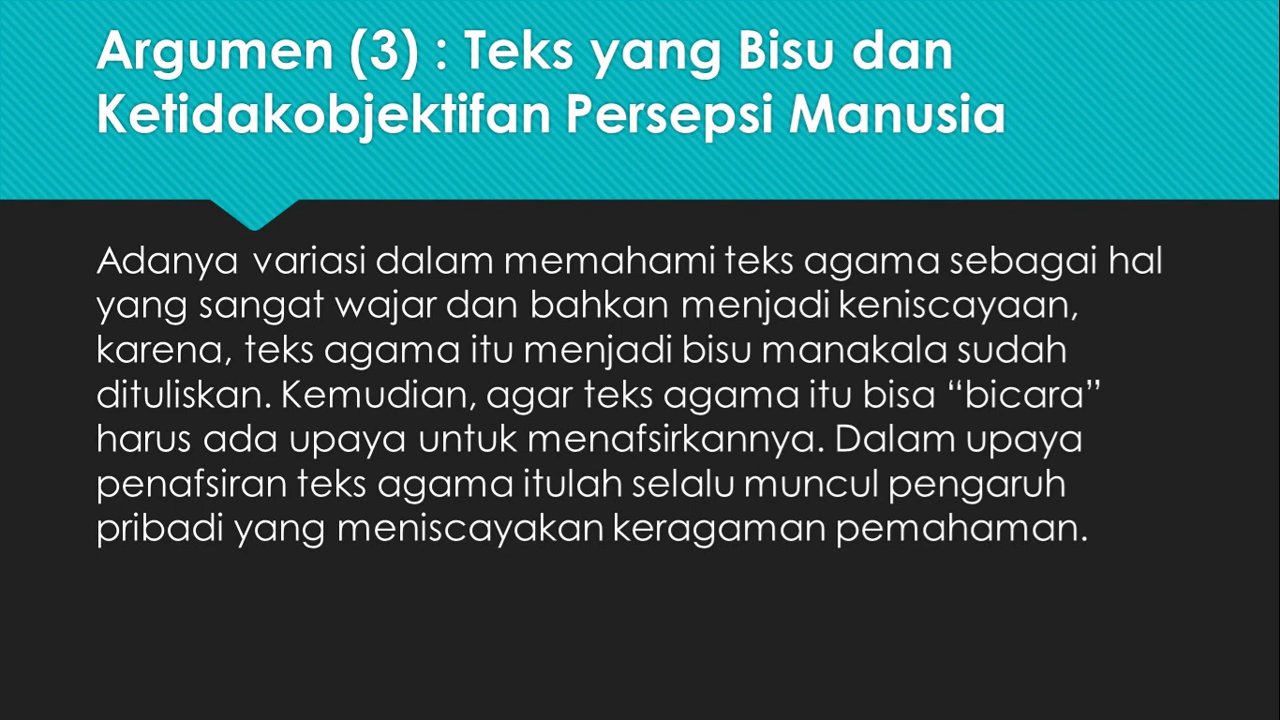 Argumen (3) : Teks yang Bisu dan
Ketidakobjektifan Persepsi Manusia
Adanya variasi dalam memahami teks agama sebagai hal
yang sangat wajar dan bahkan menjadi keniscayaan,
karena, teks agama itu menjadi bisu manakala sudah
dituliskan. Kemudian, agar teks agama itu bisa “bicara”
harus ada upaya untuk menafsirkannya. Dalam upaya
penafsiran teks agama itulah selalu muncul pengaruh
pribadi yang meniscayakan keragaman pemahaman.